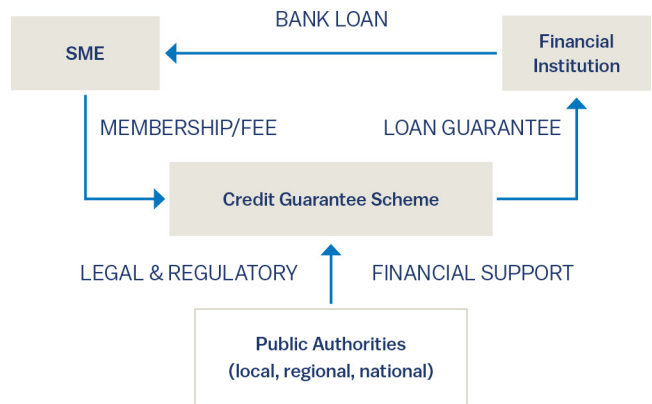 BANK LOAN
SME
Financial
Institution
MEMBERSHIP/FEE
LOAN GUARANTEE
Credit Guarantee Scheme
LEGAL & REGULATORY
FINANCIAL SUPPORT
Public Authorities
(local, regional, national)